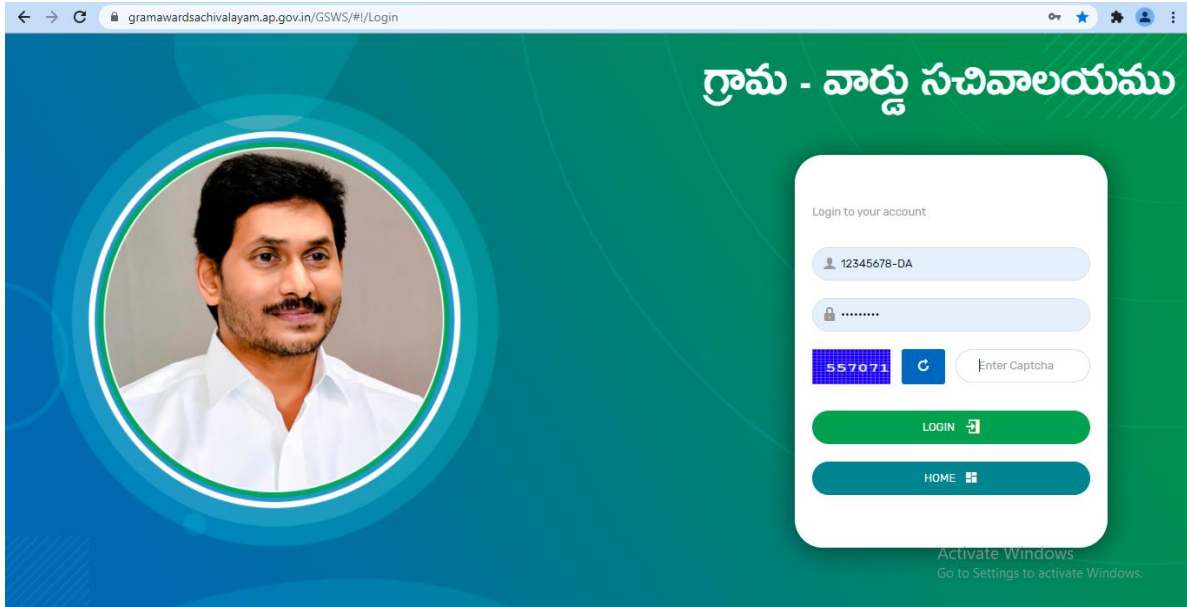 gramawardsachivalayam.ap.gov.in/GSWS/#!/Login
గ్రామ - వార్డు సచివాలయము
Login to your account
12345678-DA
•••••••••
557071
Enter Captcha
LOGIN
HOME
Activate Windows
Go to Settings to activate Windows.